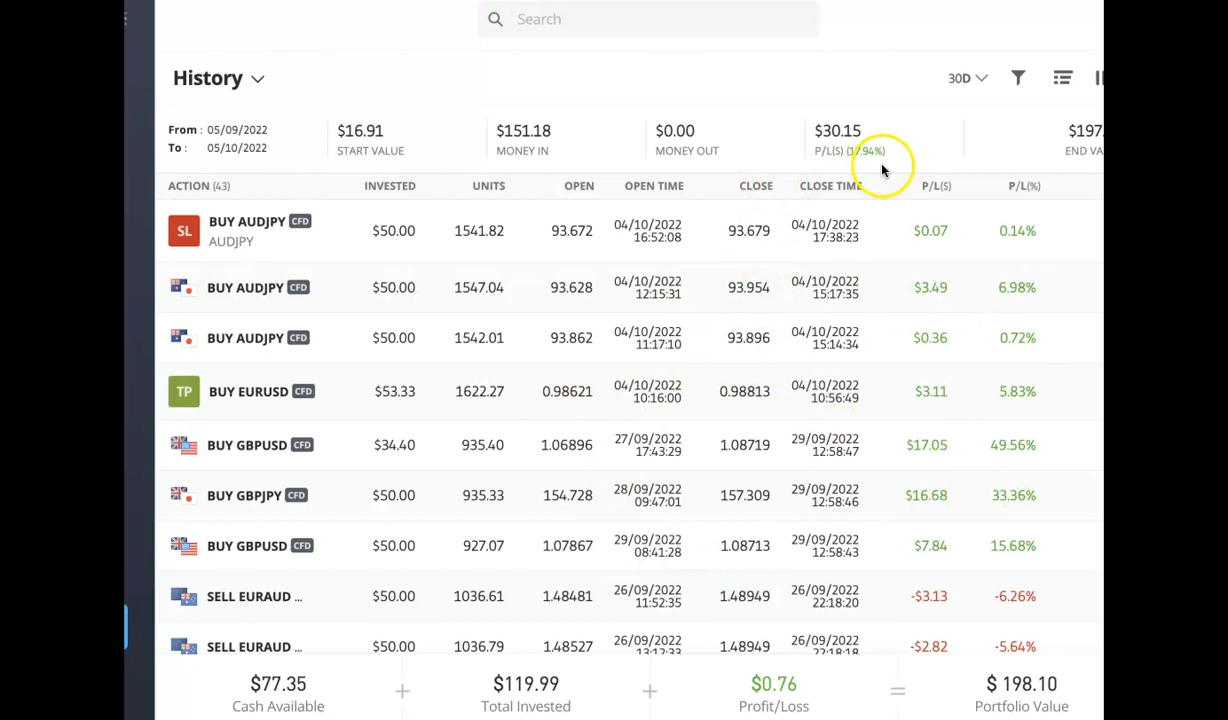 Search
History 30D
From : 05/09/2022 $16.91 $151.18 $0.00 $30.15
To : 05/10/2022 START VALUE MONEY IN MONEY OUT P/L($) (17.94%)
ACTION (43) INVESTED UNITS OPEN OPEN TIME CLOSE CLOSE TIME P/L($) P/L(%)
SL BUY AUDJPY CFD $50.00 1541.82 93.672 04/10/2022 16:52:08 93.679 04/10/2022 17:38:23 $0.07 0.14%
AUDJPY
BUY AUDJPY CFD $50.00 1547.04 93.628 04/10/2022 12:15:31 93.954 04/10/2022 15:17:35 $3.49 6.98%
BUY AUDJPY CFD $50.00 1542.01 93.862 04/10/2022 11:17:10 93.896 04/10/2022 15:14:34 $0.36 0.72%
TP BUY EURUSD CFD $53.33 1622.27 0.98621 04/10/2022 10:16:00 0.98813 04/10/2022 10:56:49 $3.11 5.83%
BUY GBPUSD CFD $34.40 935.40 1.06896 27/09/2022 17:43:29 1.08719 29/09/2022 12:58:47 $17.05 49.56%
BUY GBPJPY CFD $50.00 935.33 154.728 28/09/2022 09:47:01 157.309 29/09/2022 12:58:46 $16.68 33.36%
BUY GBPUSD CFD $50.00 927.07 1.07867 29/09/2022 08:41:28 1.08713 29/09/2022 12:58:43 $7.84 15.68%
SELL EURAUD ... $50.00 1036.61 1.48481 26/09/2022 11:52:35 1.48949 26/09/2022 22:18:20 -$3.13 -6.26%
SELL EURAUD ... $50.00 1036.79 1.48527 26/09/2022 13:12:33 1.48949 26/09/2022 22:18:18 -$2.82 -5.64%
$77.35 + $119.99 + $0.76 = $ 198.10
Cash Available Total Invested Profit/Loss Portfolio Value